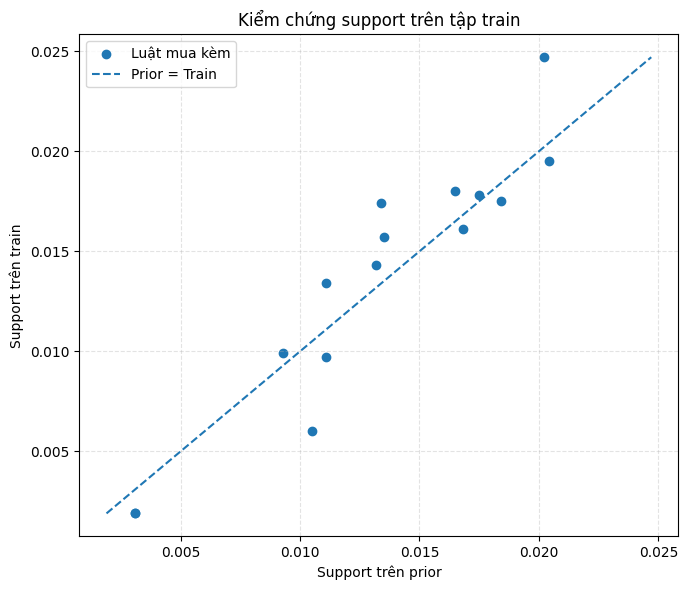 Kiểm chứng support trên tập train
Luật mua kèm
Prior = Train
Support trên train
0.025
0.020
0.015
0.010
0.005
0.005
0.010
0.015
0.020
0.025
Support trên prior